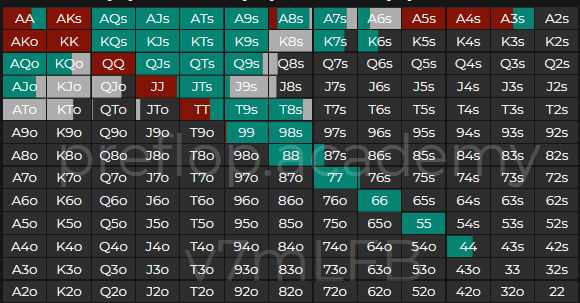 AA AKs AQs AJs ATs A9s A8s A7s A6s A5s A4s A3s A2s
AKo KK KQs KJs KTs K9s K8s K7s K6s K5s K4s K3s K2s
AQo KQo QQ QJs QTs Q9s Q8s Q7s Q6s Q5s Q4s Q3s Q2s
AJo KJo QJo JJ JTs J9s J8s J7s J6s J5s J4s J3s J2s
ATo KTo QTo JTo TT T9s T8s T7s T6s T5s T4s T3s T2s
A9o K9o Q9o J9o T9o 99 98s 97s 96s 95s 94s 93s 92s
A8o K8o Q8o J8o T8o 98o 88 87s 86s 85s 84s 83s 82s
preflop.academy
A7o K7o Q7o J7o T7o 97o 87o 77 76s 75s 74s 73s 72s
A6o K6o Q6o J6o T6o 96o 86o 76o 66 65s 64s 63s 62s
A5o K5o Q5o J5o T5o 95o 85o 75o 65o 55 54s 53s 52s
A4o K4o Q4o J4o T4o 94o 84o 74o 64o 54o 44 43s 42s
v7mLFB
A3o K3o Q3o J3o T3o 93o 83o 73o 63o 53o 43o 33 32s
A2o K2o Q2o J2o T2o 92o 82o 72o 62o 52o 42o 32o 22